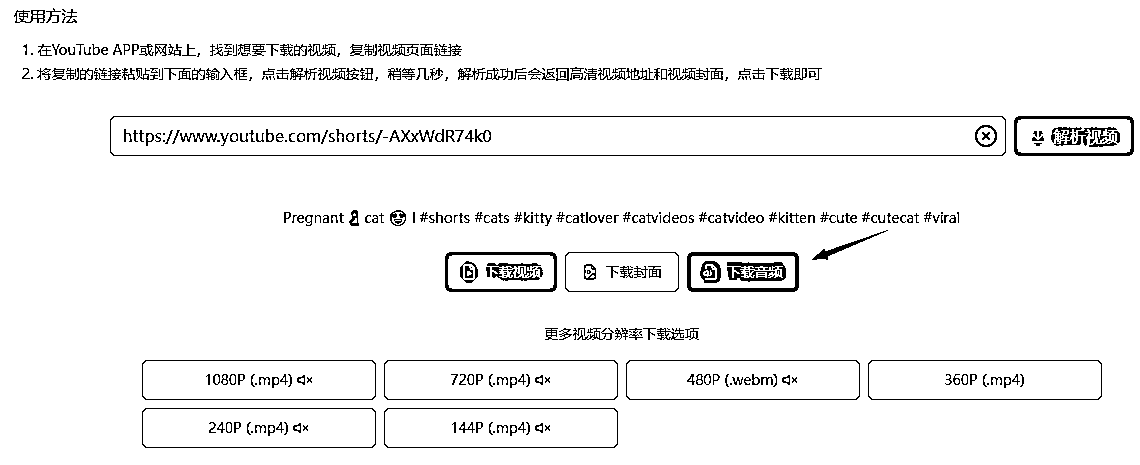 使用方法
1. 在YouTube APP或网站上，找到想要下载的视频，复制视频页面链接
2. 将复制的链接粘贴到下面的输入框，点击解析视频按钮，稍等几秒，解析成功后会返回高清视频地址和视频封面，点击下载即可
https://www.youtube.com/shorts/-AXxWdR74k0 解析视频
Pregnant 🤰 cat 😍 l #shorts #cats #kitty #catlover #catvideos #catvideo #kitten #cute #cutecat #viral
下载视频 下载封面 下载音频
更多视频分辨率下载选项
1080P (.mp4) 720P (.mp4) 480P (.webm) 360P (.mp4)
240P (.mp4) 144P (.mp4)